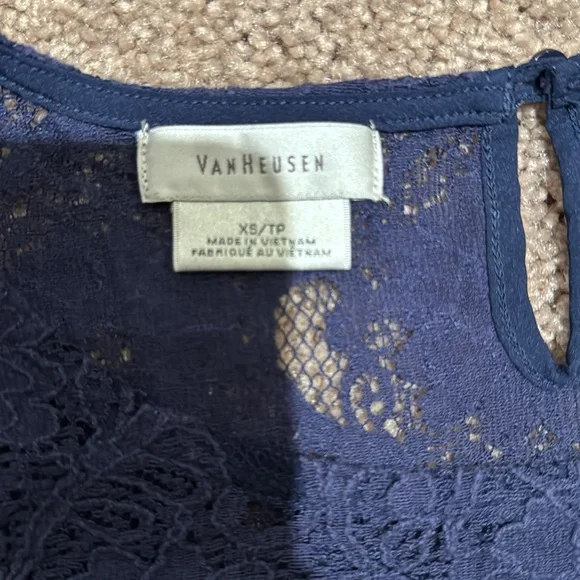 VANHEUSEN
XS/TP
MADE IN VIETNAM
FABRIQUÉ AU VIETNAM